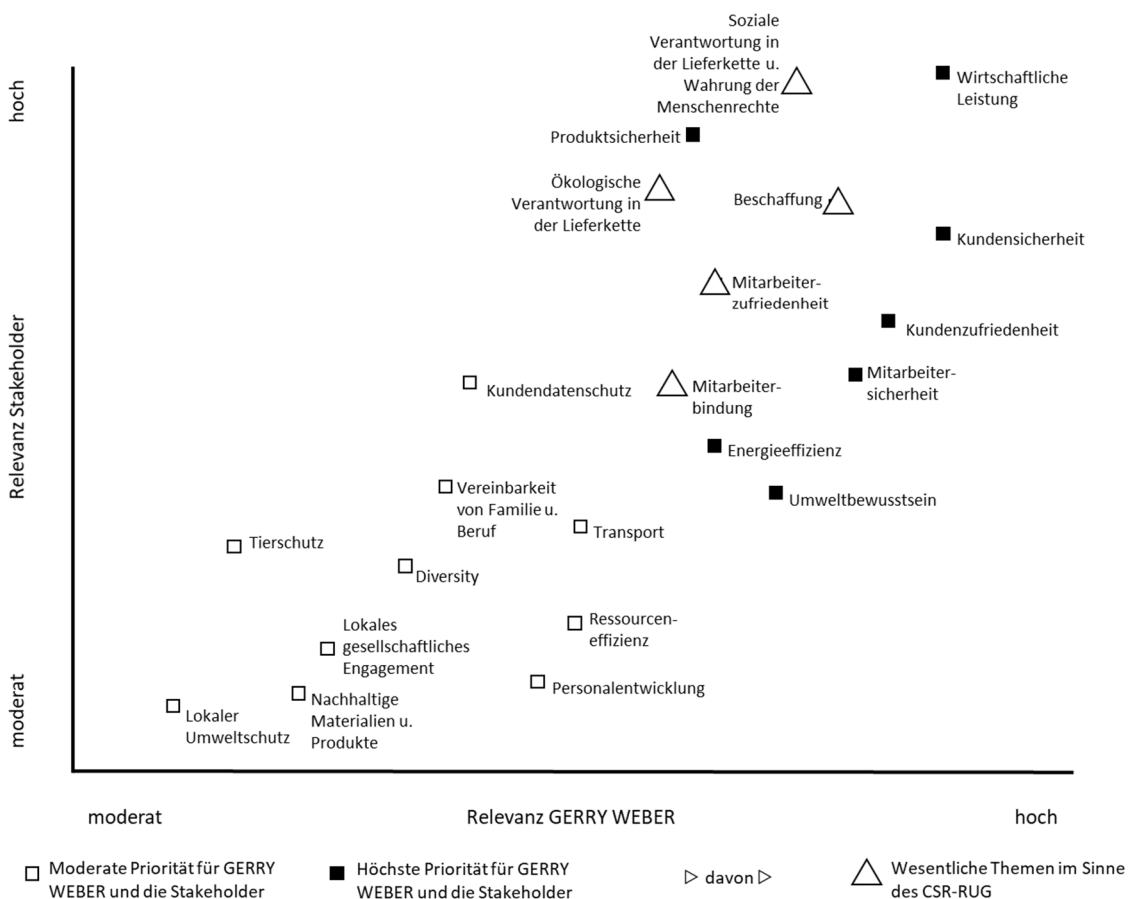 Soziale
Verantwortung in
der Lieferkette u.
Wahrung der
Menschenrechte
hoch
Wirtschaftliche
Leistung
Produktsicherheit
Ökologische
Verantwortung in
der Lieferkette
Beschaffung
Kundensicherheit
Mitarbeiter-
zufriedenheit
Kundenzufriedenheit
Relevanz Stakeholder
Kundendatenschutz
Mitarbeiter-
bindung
Mitarbeiter-
sicherheit
Energieeffizienz
Vereinbarkeit
von Familie u.
Beruf
Umweltbewusstsein
Transport
Tierschutz
Diversity
Lokales
gesellschaftliches
Engagement
Ressourcen-
effizienz
moderat
Lokaler
Umweltschutz
Nachhaltige
Materialien u.
Produkte
Personalentwicklung
moderat
Relevanz GERRY WEBER
hoch
Moderate Priorität für GERRY
WEBER und die Stakeholder
Höchste Priorität für GERRY
WEBER und die Stakeholder
davon
Wesentliche Themen im Sinne
des CSR-RUG